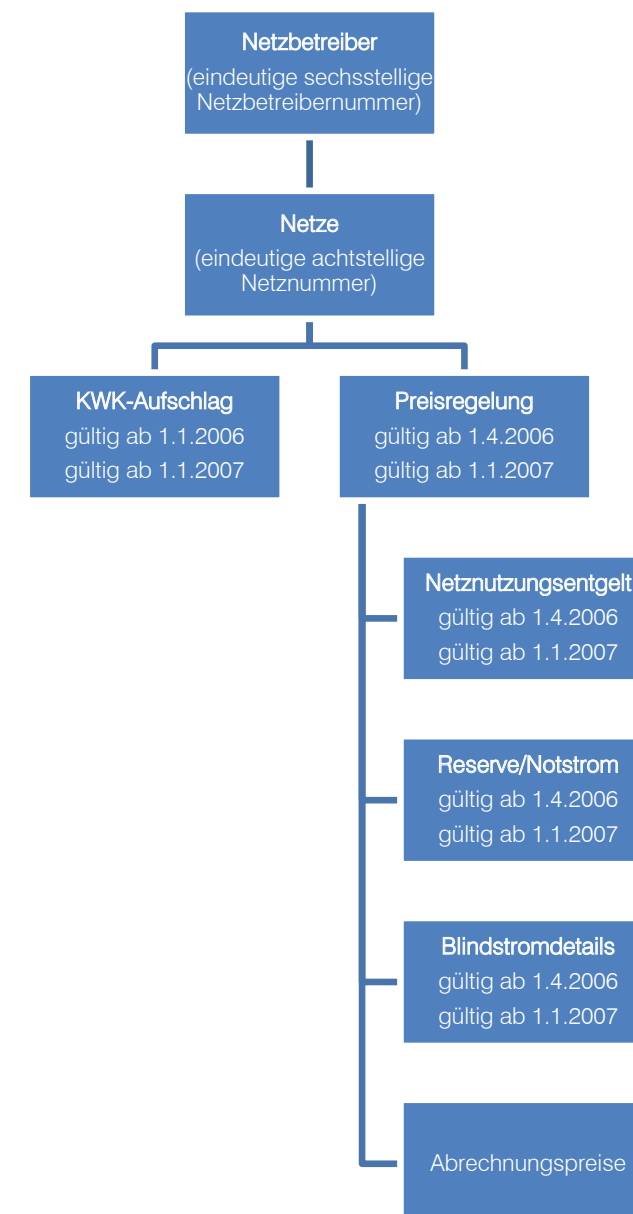 Netzbetreiber
(eindeutige sechsstellige
Netzbetreibernummer)
Netze
(eindeutige achtstellige
Netznummer)
KWK-Aufschlag
gültig ab 1.1.2006
gültig ab 1.1.2007
Preisregelung
gültig ab 1.4.2006
gültig ab 1.1.2007
Netznutzungsentgelt
gültig ab 1.4.2006
gültig ab 1.1.2007
Reserve/Notstrom
gültig ab 1.4.2006
gültig ab 1.1.2007
Blindstromdetails
gültig ab 1.4.2006
gültig ab 1.1.2007
Abrechnungspreise